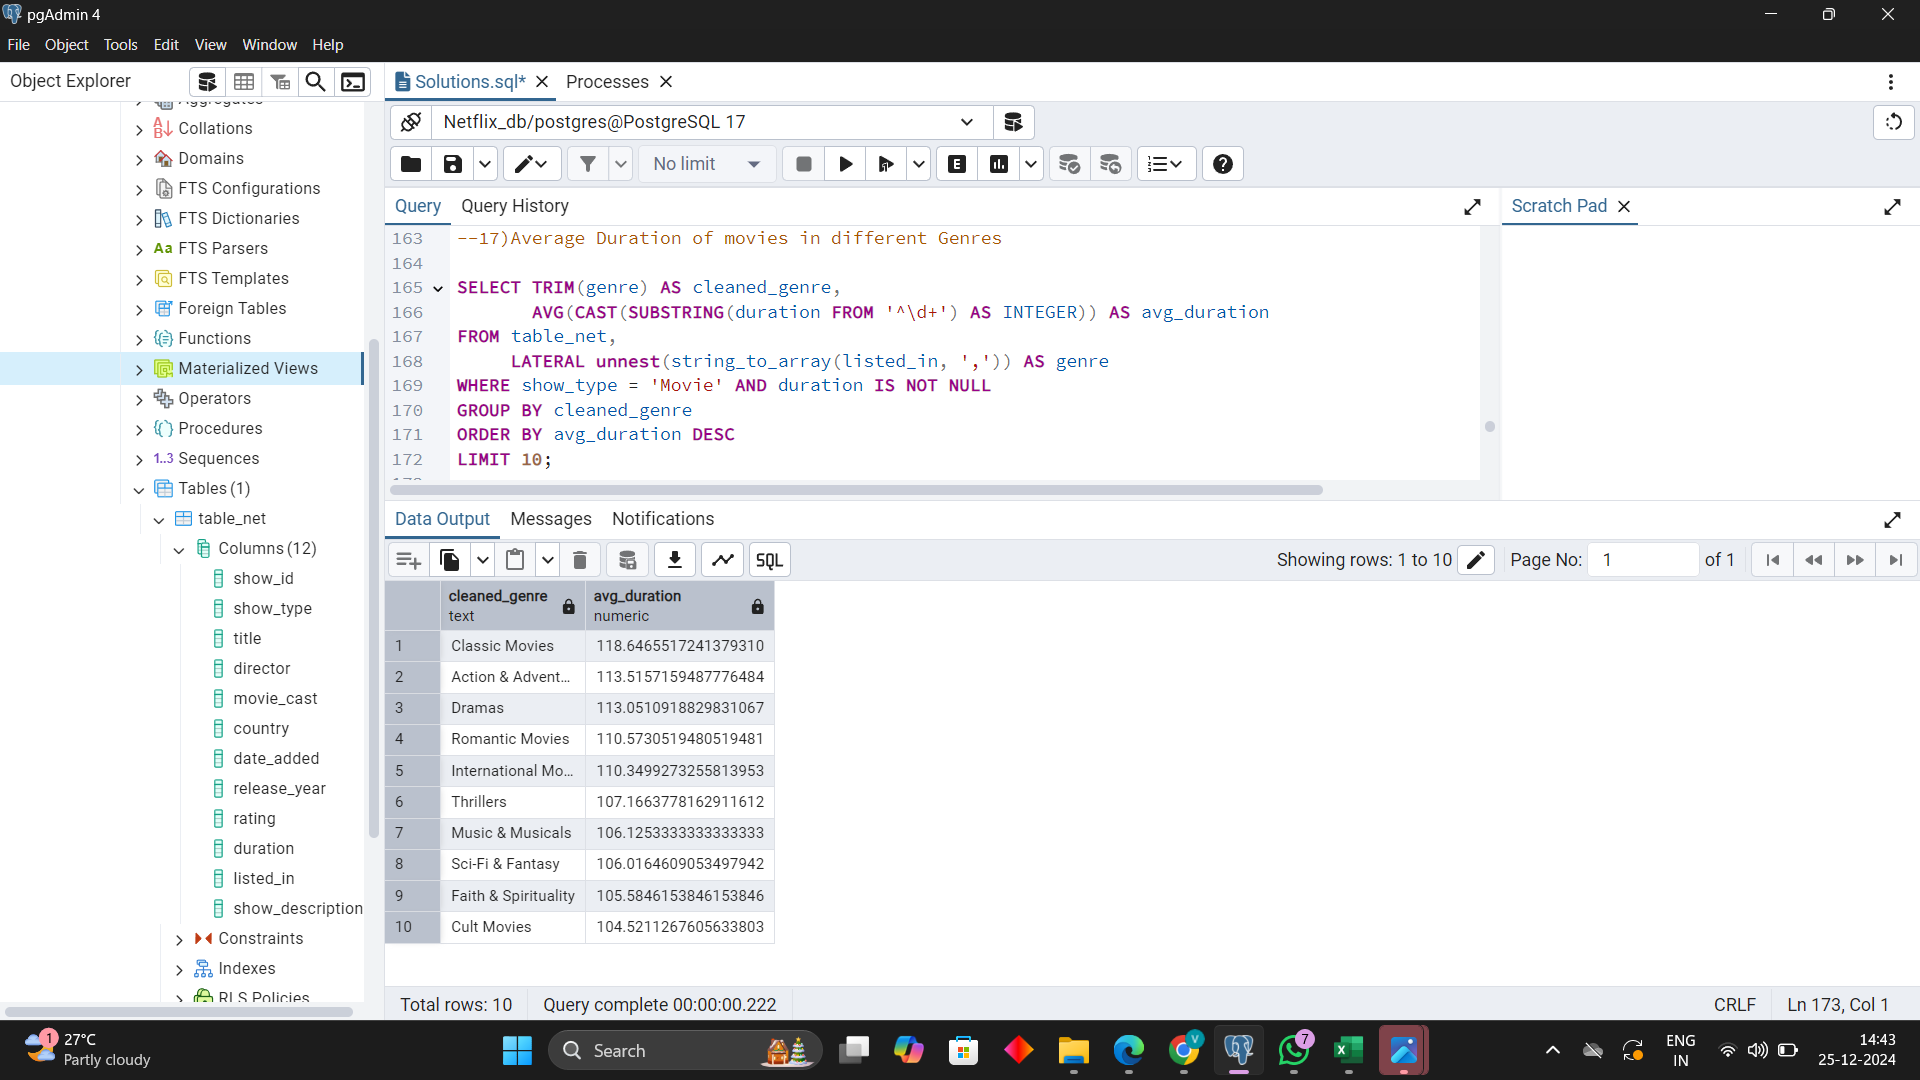 pgAdmin 4
File Object Tools Edit View Window Help
Object Explorer
Aggregates
Collations
Domains
FTS Configurations
FTS Dictionaries
Aa FTS Parsers
FTS Templates
Foreign Tables
Functions
Materialized Views
Operators
Procedures
1..3 Sequences
Tables (1)
table_net
Columns (12)
show_id
show_type
title
director
movie_cast
country
date_added
release_year
rating
duration
listed_in
show_description
Constraints
Indexes
RLS Policies
Solutions.sql* Processes
Netflix_db/postgres@PostgreSQL 17
No limit
E
Query Query History
Scratch Pad
163 --17)Average Duration of movies in different Genres
164
165 SELECT TRIM(genre) AS cleaned_genre,
166 AVG(CAST(SUBSTRING(duration FROM '^\d+') AS INTEGER)) AS avg_duration
167 FROM table_net,
168 LATERAL unnest(string_to_array(listed_in, ',')) AS genre
169 WHERE show_type = 'Movie' AND duration IS NOT NULL
170 GROUP BY cleaned_genre
171 ORDER BY avg_duration DESC
172 LIMIT 10;
Data Output Messages Notifications
SQL
Showing rows: 1 to 10 Page No: 1 of 1
cleaned_genre avg_duration
text numeric
1 Classic Movies 118.6465517241379310
2 Action & Advent... 113.5157159487776484
3 Dramas 113.0510918829831067
4 Romantic Movies 110.5730519480519481
5 International Mo... 110.3499273255813953
6 Thrillers 107.1663778162911612
7 Music & Musicals 106.1253333333333333
8 Sci-Fi & Fantasy 106.0164609053497942
9 Faith & Spirituality 105.5846153846153846
10 Cult Movies 104.5211267605633803
Total rows: 10 Query complete 00:00:00.222 CRLF Ln 173, Col 1
1 27°C
Partly cloudy
Search
V
7
ENG
IN
14:43
25-12-2024